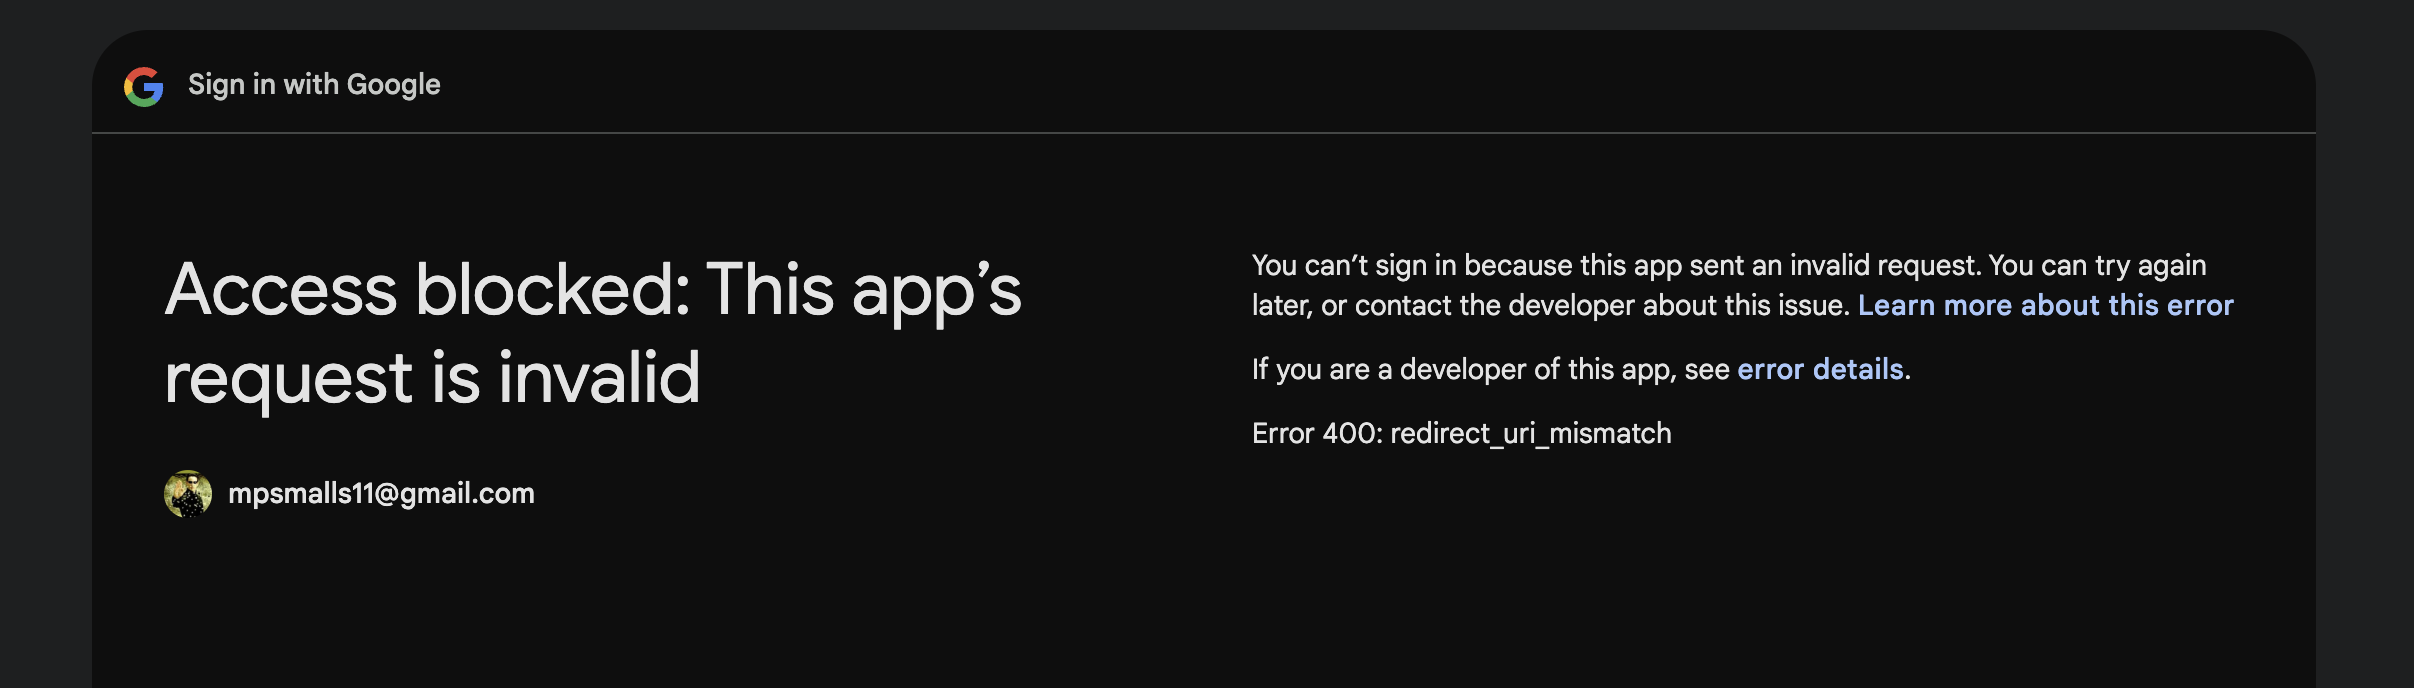 Sign in with Google
Access blocked: This app’s
request is invalid
mpsmalls11@gmail.com
You can’t sign in because this app sent an invalid request. You can try again
later, or contact the developer about this issue. Learn more about this error
If you are a developer of this app, see error details.
Error 400: redirect_uri_mismatch